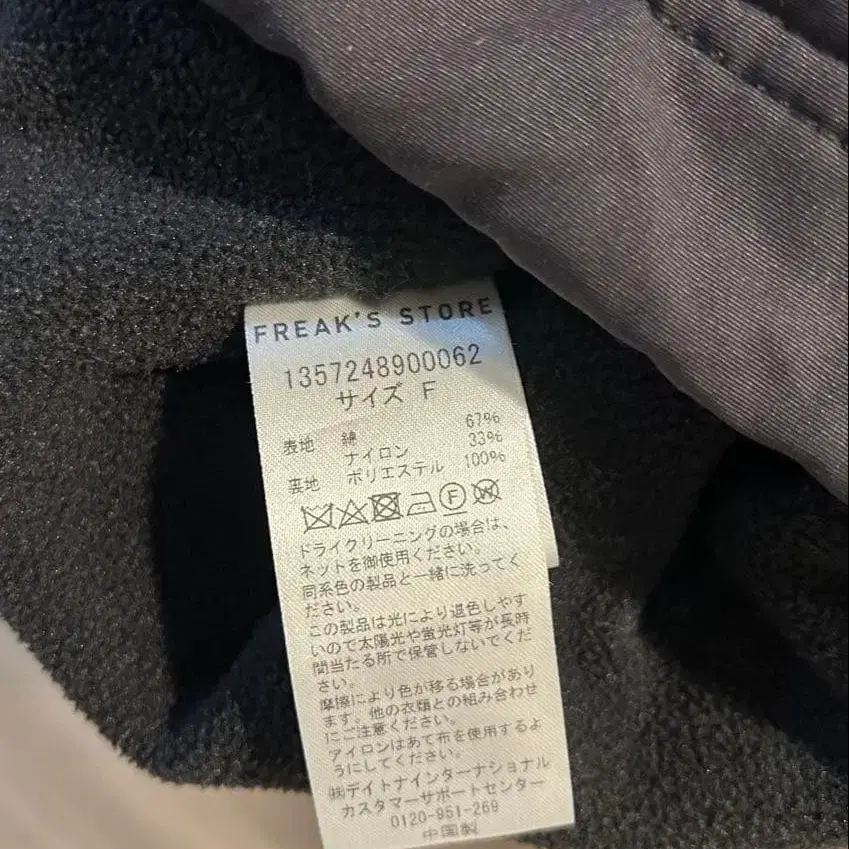 FREAK'S STORE
1357248900062
サイズ F
表地 綿 67%
ナイロン 33%
裏地 ポリエステル 100%
F W
ドライクリーニングの場合は、
ネットを御使用ください。
同系色の製品と一緒に洗ってく
ださい。
この製品は光により退色しやす
いので太陽光や蛍光灯等が長時
間当たる所で保管しないでくだ
さい。
摩擦により色が移る場合があり
ます。他の衣類との組み合わせ
にご注意ください。
アイロンはあて布を使用するよ
うにしてください。
㈱デイトナインターナショナル
カスタマーサポートセンター
0120-951-269
中国製